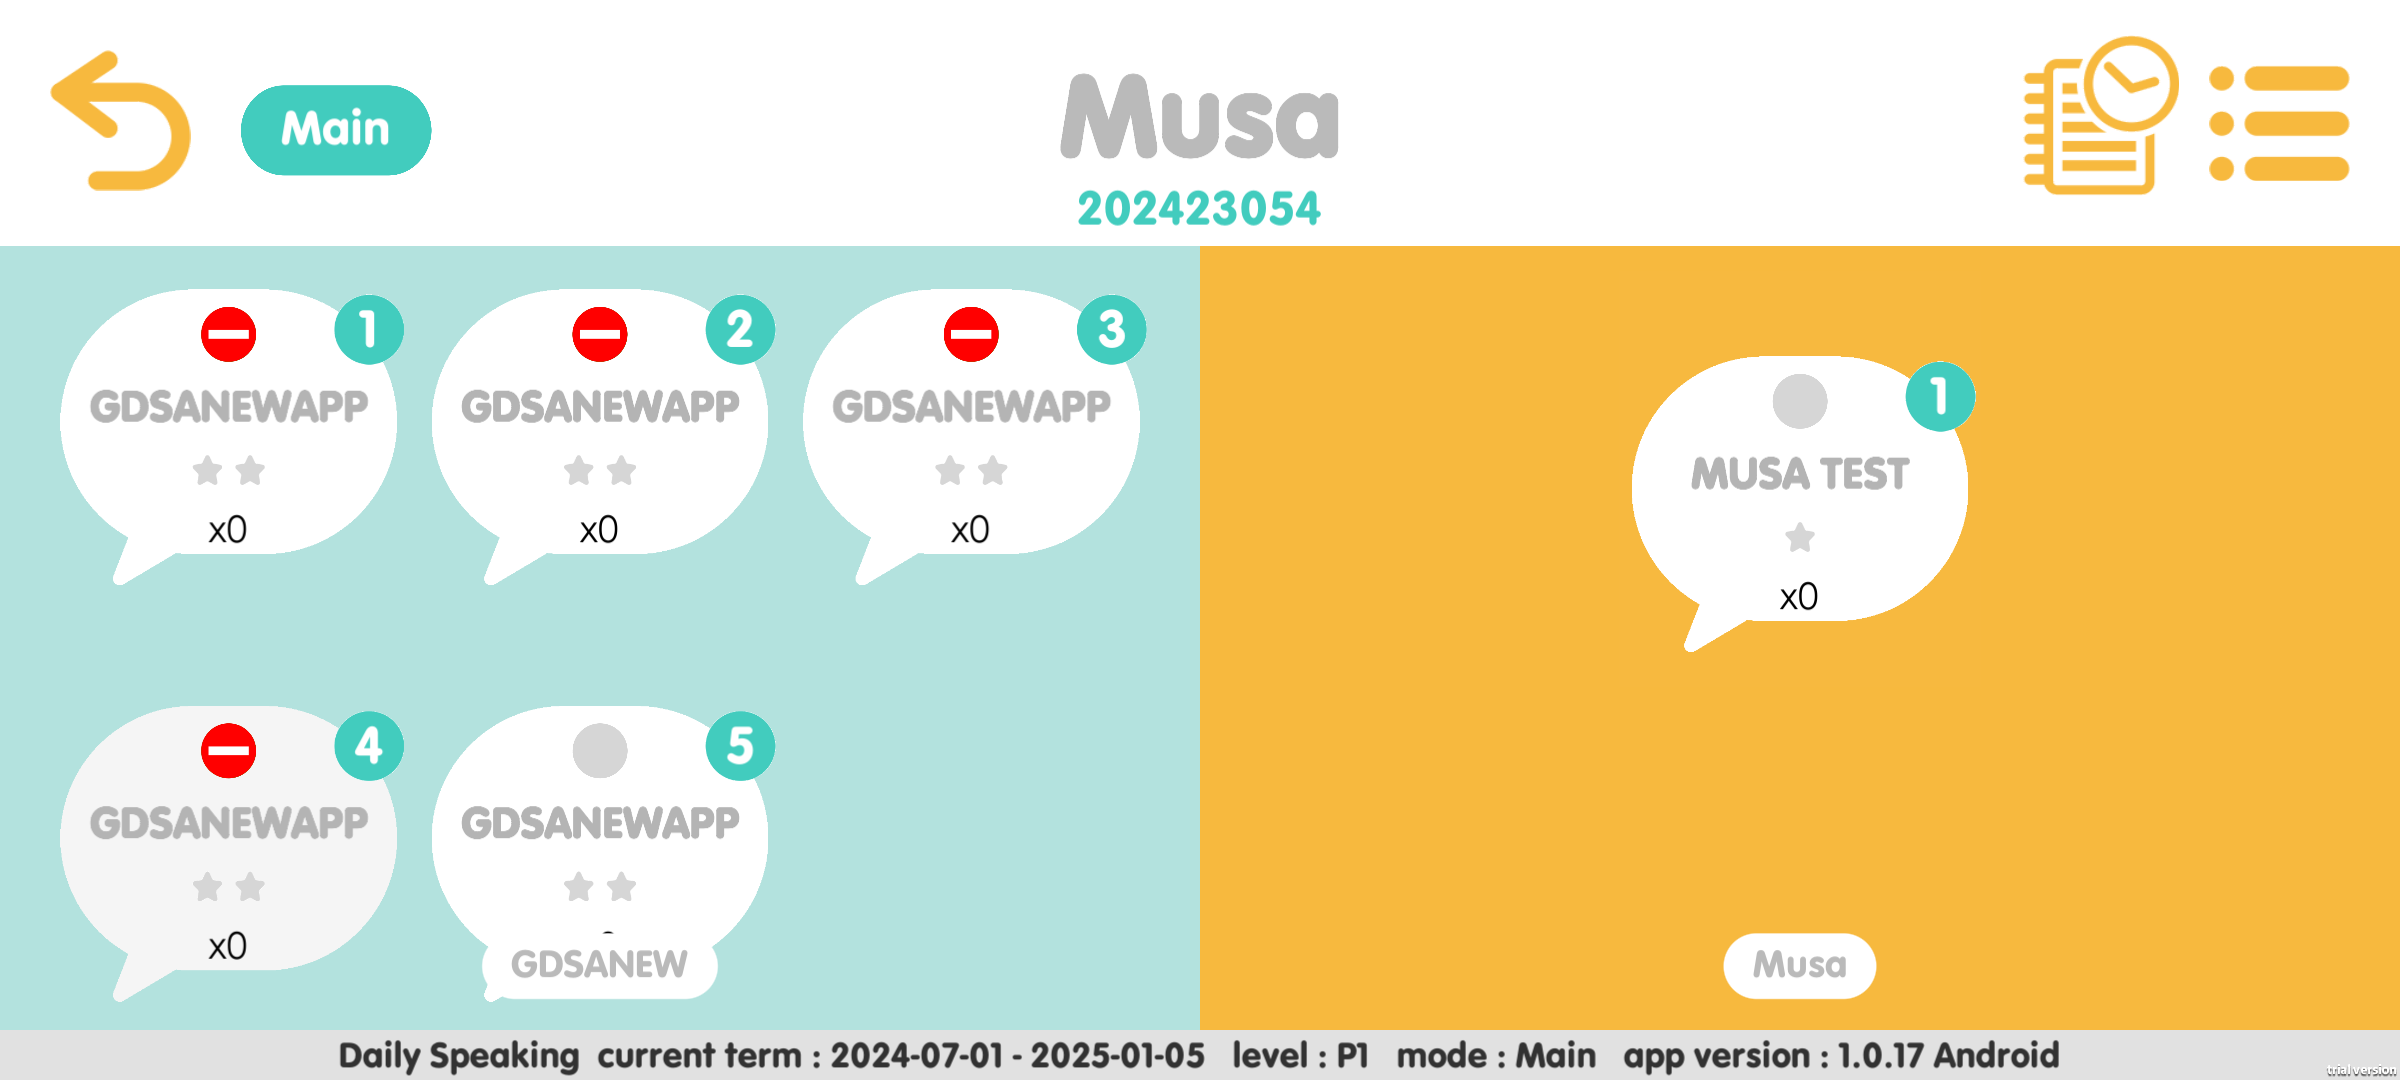 Main
Musa
202423054
1
GDSANEWAPP
x0
2
GDSANEWAPP
x0
3
GDSANEWAPP
x0
4
GDSANEWAPP
x0
5
GDSANEWAPP
GDSANEW
1
MUSA TEST
x0
Musa
Daily Speaking current term : 2024-07-01 - 2025-01-05 level : P1 mode : Main app version : 1.0.17 Android
trial version